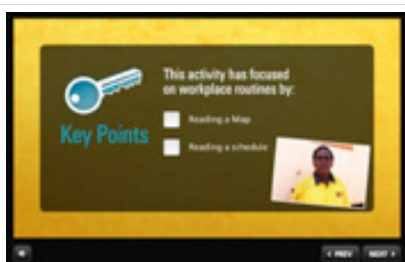 This activity has focused
on workplace routines by:
Key Points
Reading a Map
Reading a schedule
< PREV
NEXT >